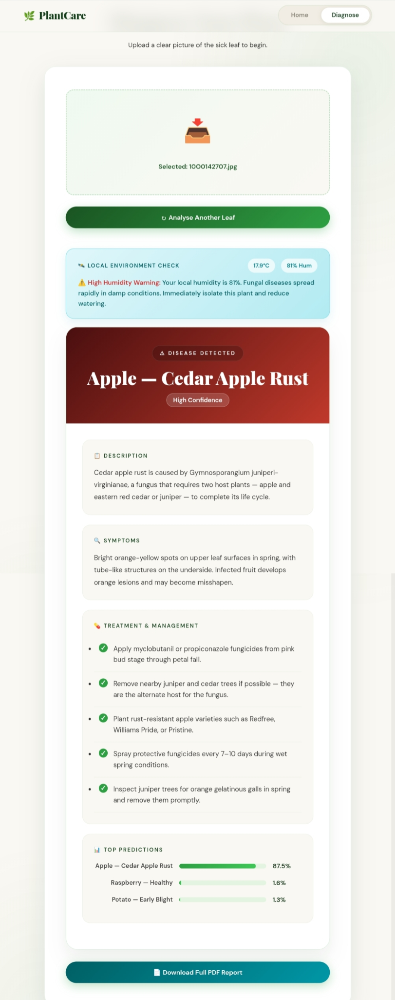 PlantCare
Home
Diagnose
Upload a clear picture of the sick leaf to begin.
Selected: 1000142707.jpg
↻ Analyse Another Leaf
LOCAL ENVIRONMENT CHECK
17.9°C
81% Hum
⚠️ High Humidity Warning: Your local humidity is 81%. Fungal diseases spread
rapidly in damp conditions. Immediately isolate this plant and reduce
watering.
⚠ DISEASE DETECTED
Apple — Cedar Apple Rust
High Confidence
DESCRIPTION
Cedar apple rust is caused by Gymnosporangium juniperi-
virginianae, a fungus that requires two host plants — apple and
eastern red cedar or juniper — to complete its life cycle.
SYMPTOMS
Bright orange-yellow spots on upper leaf surfaces in spring, with
tube-like structures on the underside. Infected fruit develops
orange lesions and may become misshapen.
TREATMENT & MANAGEMENT
• Apply myclobutanil or propiconazole fungicides from pink
bud stage through petal fall.
• Remove nearby juniper and cedar trees if possible — they
are the alternate host for the fungus.
• Plant rust-resistant apple varieties such as Redfree,
Williams Pride, or Pristine.
• Spray protective fungicides every 7–10 days during wet
spring conditions.
• Inspect juniper trees for orange gelatinous galls in spring
and remove them promptly.
TOP PREDICTIONS
Apple — Cedar Apple Rust 87.5%
Raspberry — Healthy 1.6%
Potato — Early Blight 1.3%
Download Full PDF Report